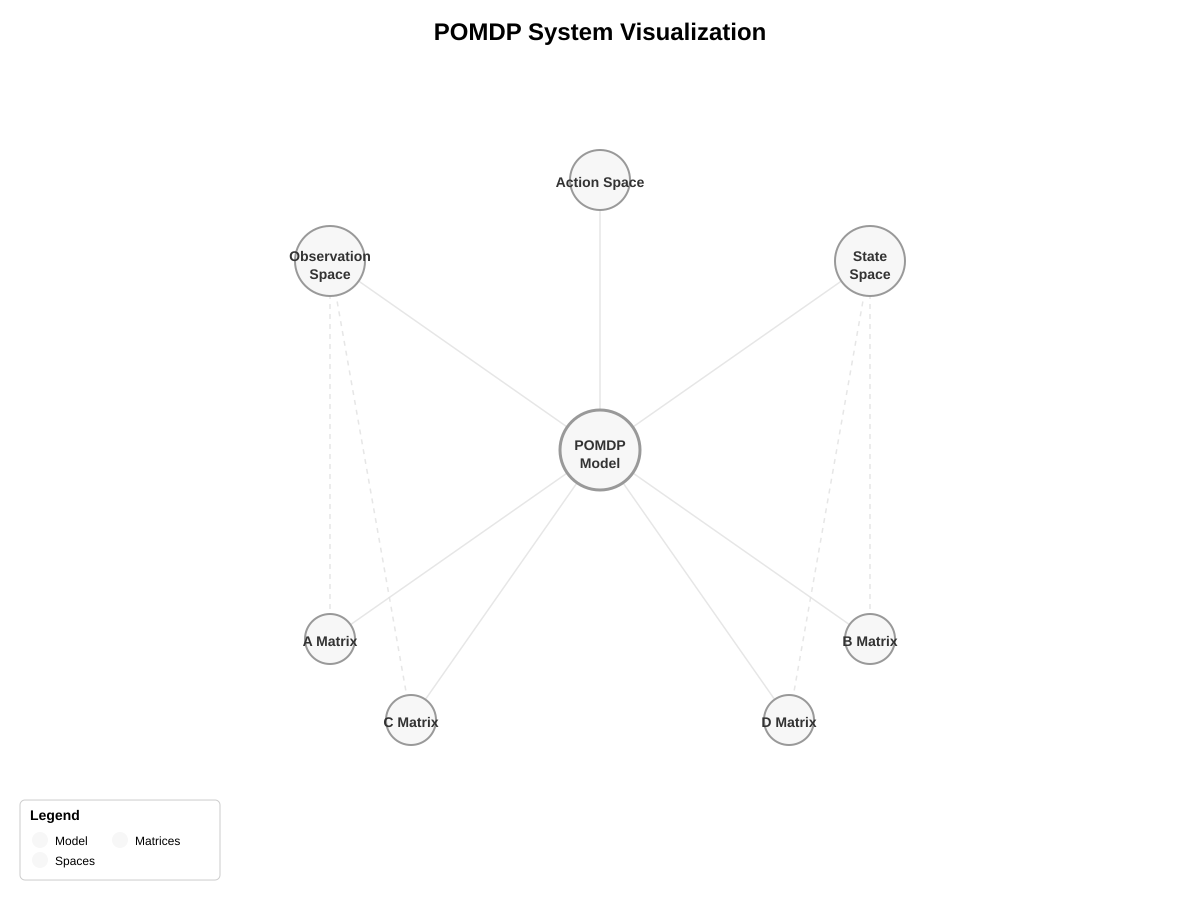 POMDP System Visualization
Action Space
Observation
Space
State
Space
POMDP
Model
A Matrix
B Matrix
C Matrix
D Matrix
Legend
Model
Matrices
Spaces